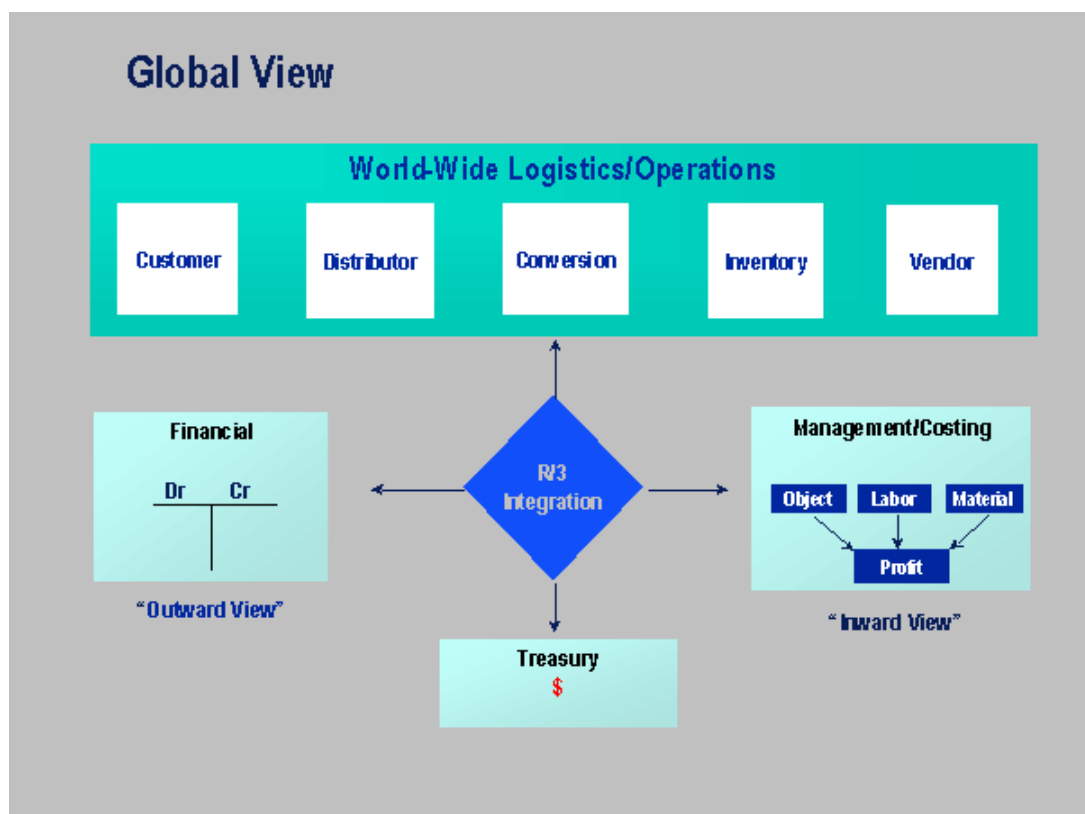 Global View
World-Wide Logistics/Operations
Customer
Distributor
Conversion
Inventory
Vendor
Financial
Dr Cr
“Outward View”
R/3
Integration
Management/Costing
Object Labor Material
Profit
“Inward View”
Treasury
$